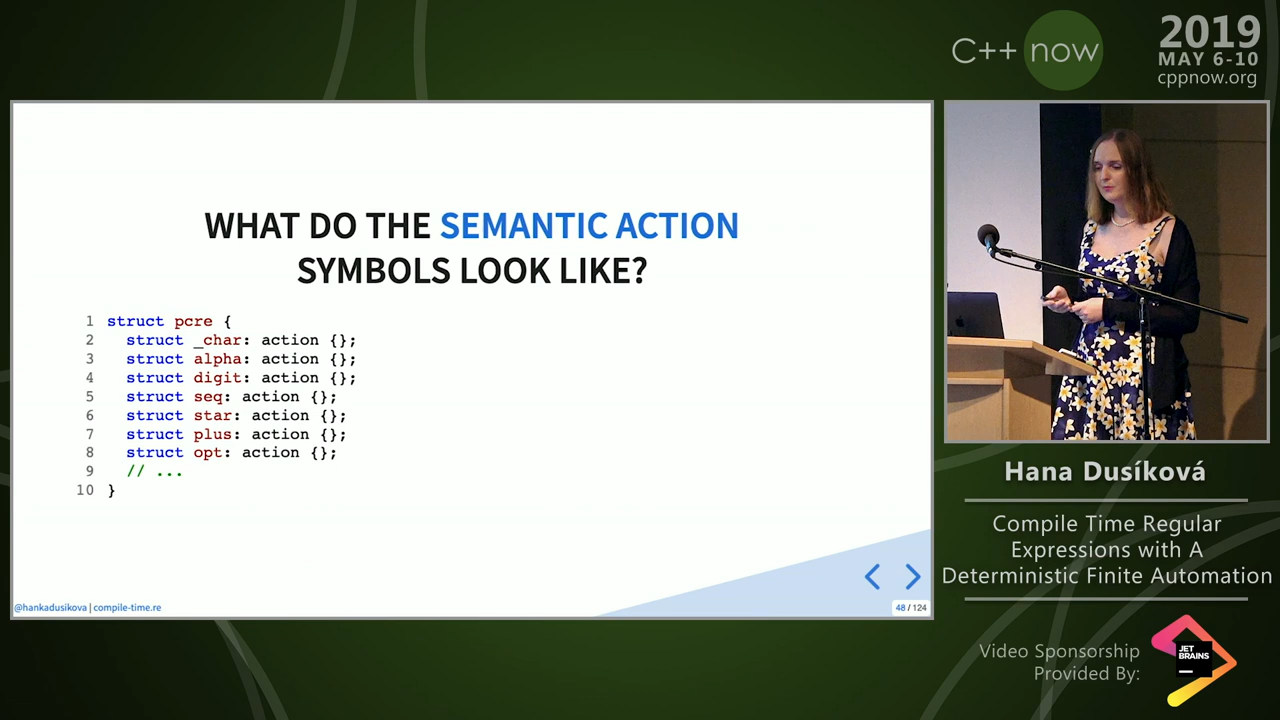 C++ now
2019
MAY 6-10
cppnow.org
WHAT DO THE SEMANTIC ACTION
SYMBOLS LOOK LIKE?
1 struct pcre {
2 struct _char: action {};
3 struct alpha: action {};
4 struct digit: action {};
5 struct seq: action {};
6 struct star: action {};
7 struct plus: action {};
8 struct opt: action {};
9 // ...
10 }
@hankadusikova | compile-time.re
48 / 124
Hana Dusíková
Compile Time Regular
Expressions with A
Deterministic Finite Automation
Video Sponsorship
Provided By:
JET
BRAINS